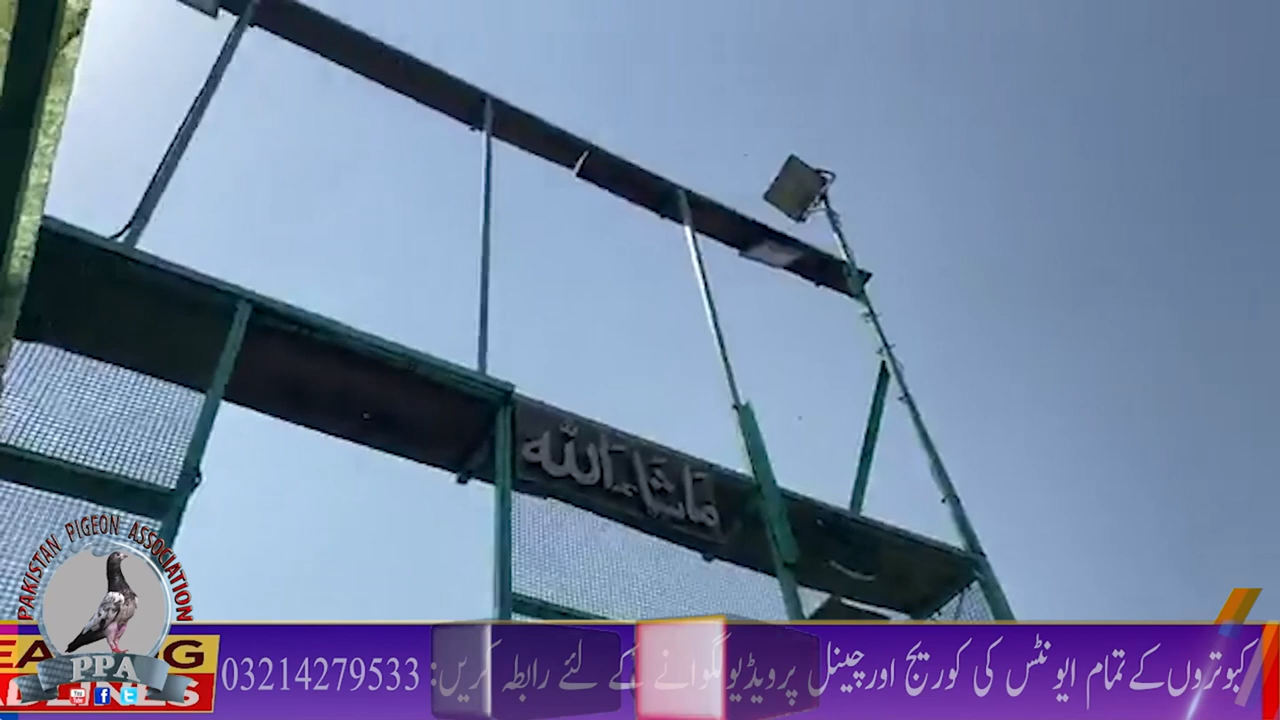 ماشاءالله
PAKISTAN PIGEON ASSOCIATION
PPA
کبوتروں کے تمام ایونٹس کی کوریج اور چینل پر ویڈیو لگوانے کے لئے رابطہ کریں: 03214279533